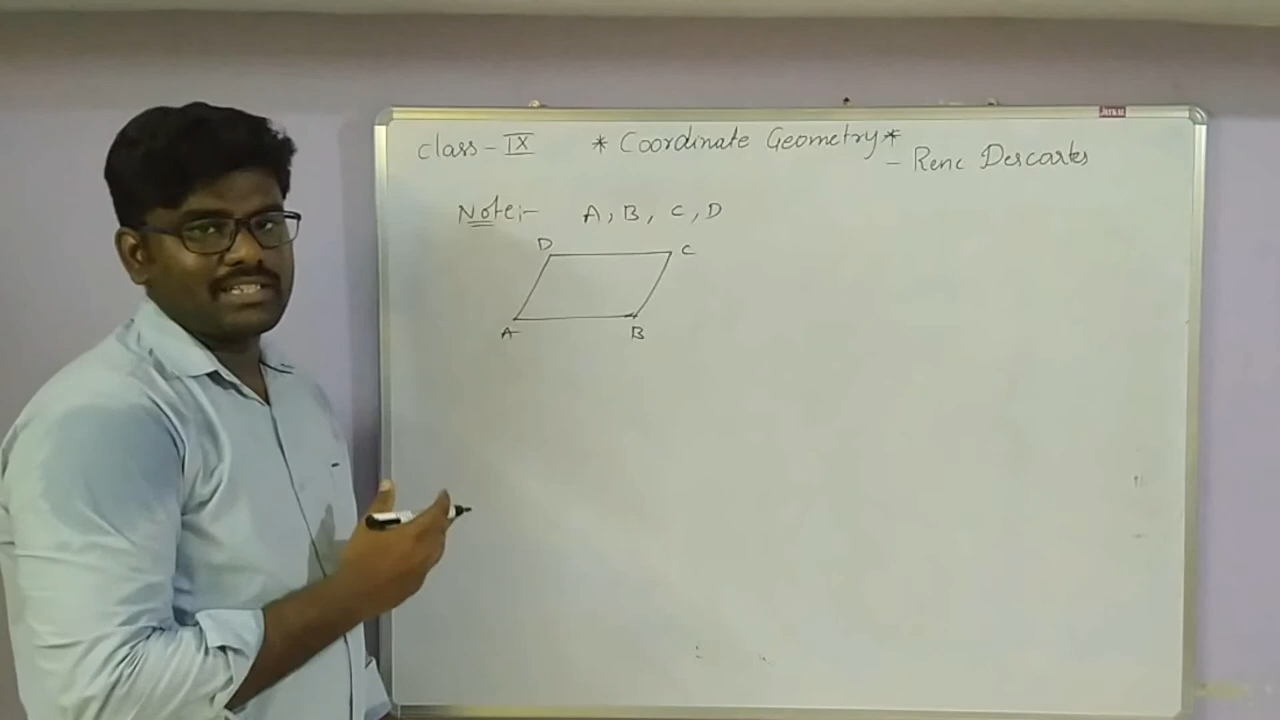 class - IX * Coordinate Geometry *
- Renc Descartes
Note:- A, B, C, D
D C
A B